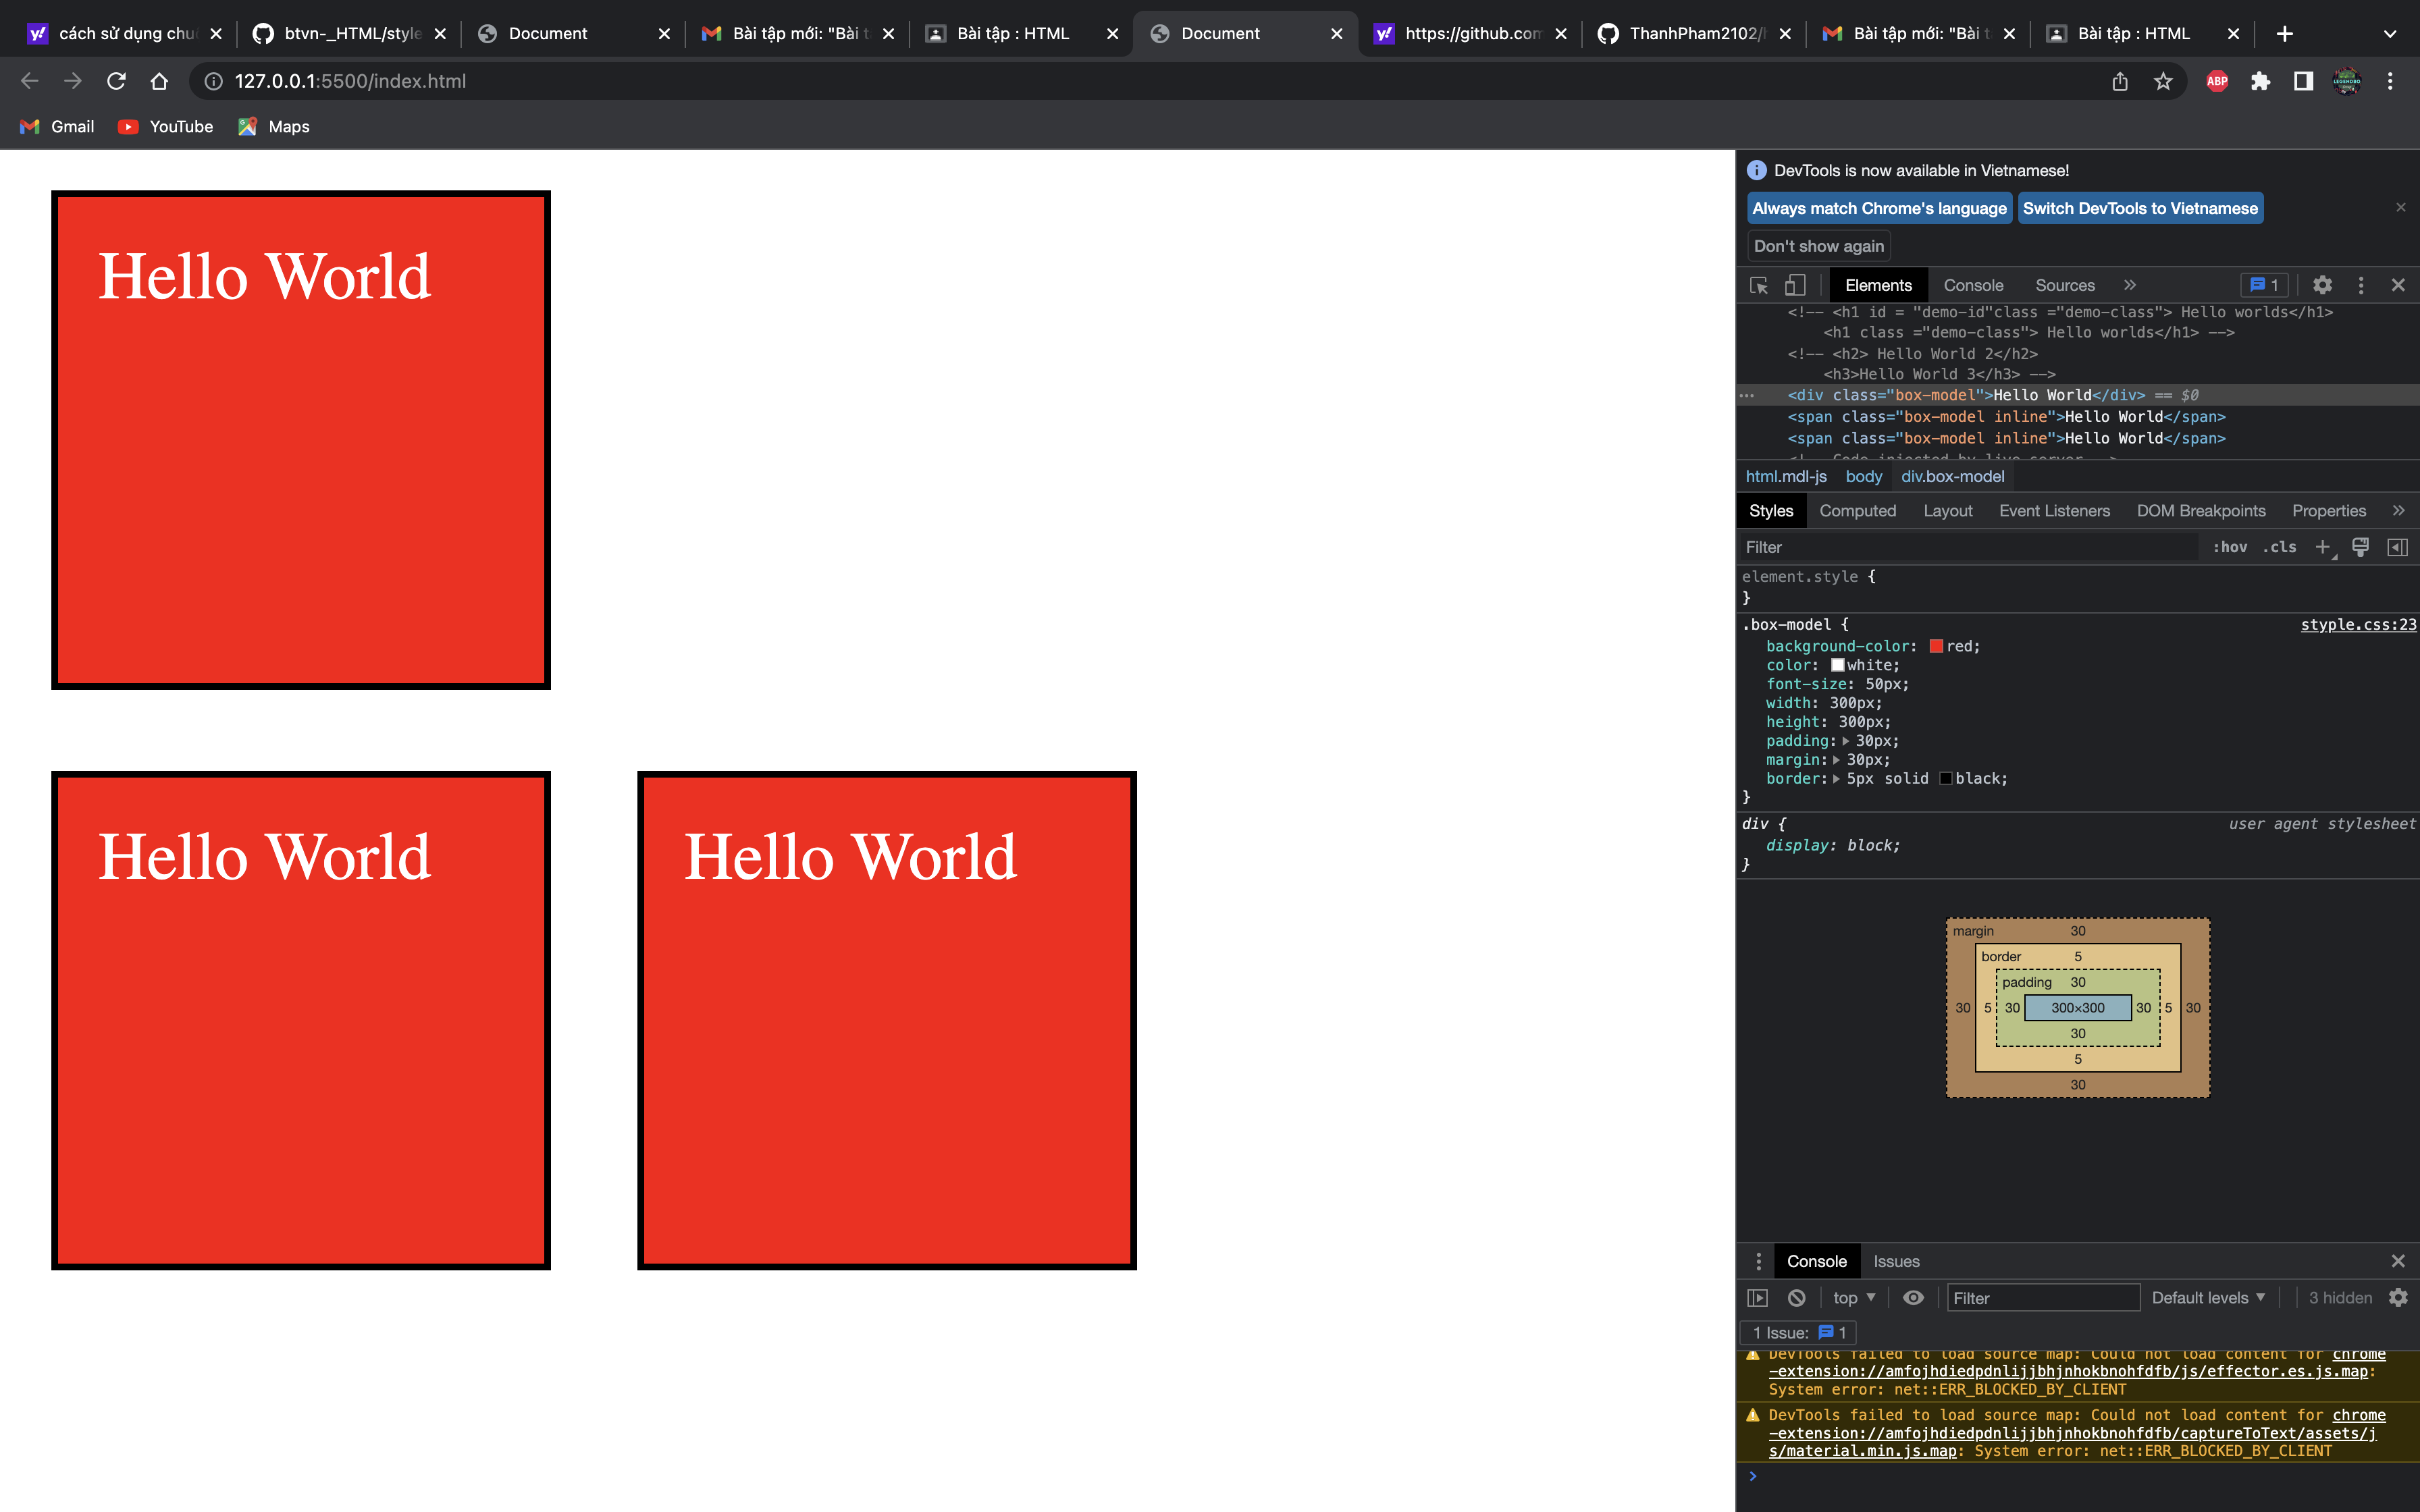 cách sử dụng chu
btvn-_HTML/style
Document
Bài tập mới: "Bài t
Bài tập : HTML
Document
https://github.com
ThanhPham2102/h
Bài tập mới: "Bài t
Bài tập : HTML
127.0.0.1:5500/index.html
ABP
Gmail
YouTube
Maps
Hello World
Hello World
Hello World
DevTools is now available in Vietnamese!
Always match Chrome's language
Switch DevTools to Vietnamese
Don't show again
Elements
Console
Sources
1
<!-- <h1 id = "demo-id"class ="demo-class"> Hello worlds</h1>
<h1 class ="demo-class"> Hello worlds</h1> -->
<!-- <h2> Hello World 2</h2>
<h3>Hello World 3</h3> -->
<div class="box-model">Hello World</div> == $0
<span class="box-model inline">Hello World</span>
<span class="box-model inline">Hello World</span>
<!-- Code injected by live-server -->
html.mdl-js
body
div.box-model
Styles
Computed
Layout
Event Listeners
DOM Breakpoints
Properties
Filter
:hov
.cls
element.style {
}
.box-model {
styple.css:23
background-color: red;
color: white;
font-size: 50px;
width: 300px;
height: 300px;
padding: 30px;
margin: 30px;
border: 5px solid black;
}
div {
user agent stylesheet
display: block;
}
margin
30
border
5
padding
30
30
5
30
300×300
30
5
30
30
5
30
Console
Issues
top
Filter
Default levels
3 hidden
1 Issue:
1
DevTools failed to load source map: Could not load content for chrome
-extension://amfojhdiedpdnlijjbhjnhokbnohfdfb/js/effector.es.js.map:
System error: net::ERR_BLOCKED_BY_CLIENT
DevTools failed to load source map: Could not load content for chrome
-extension://amfojhdiedpdnlijjbhjnhokbnohfdfb/captureToText/assets/j
s/material.min.js.map: System error: net::ERR_BLOCKED_BY_CLIENT